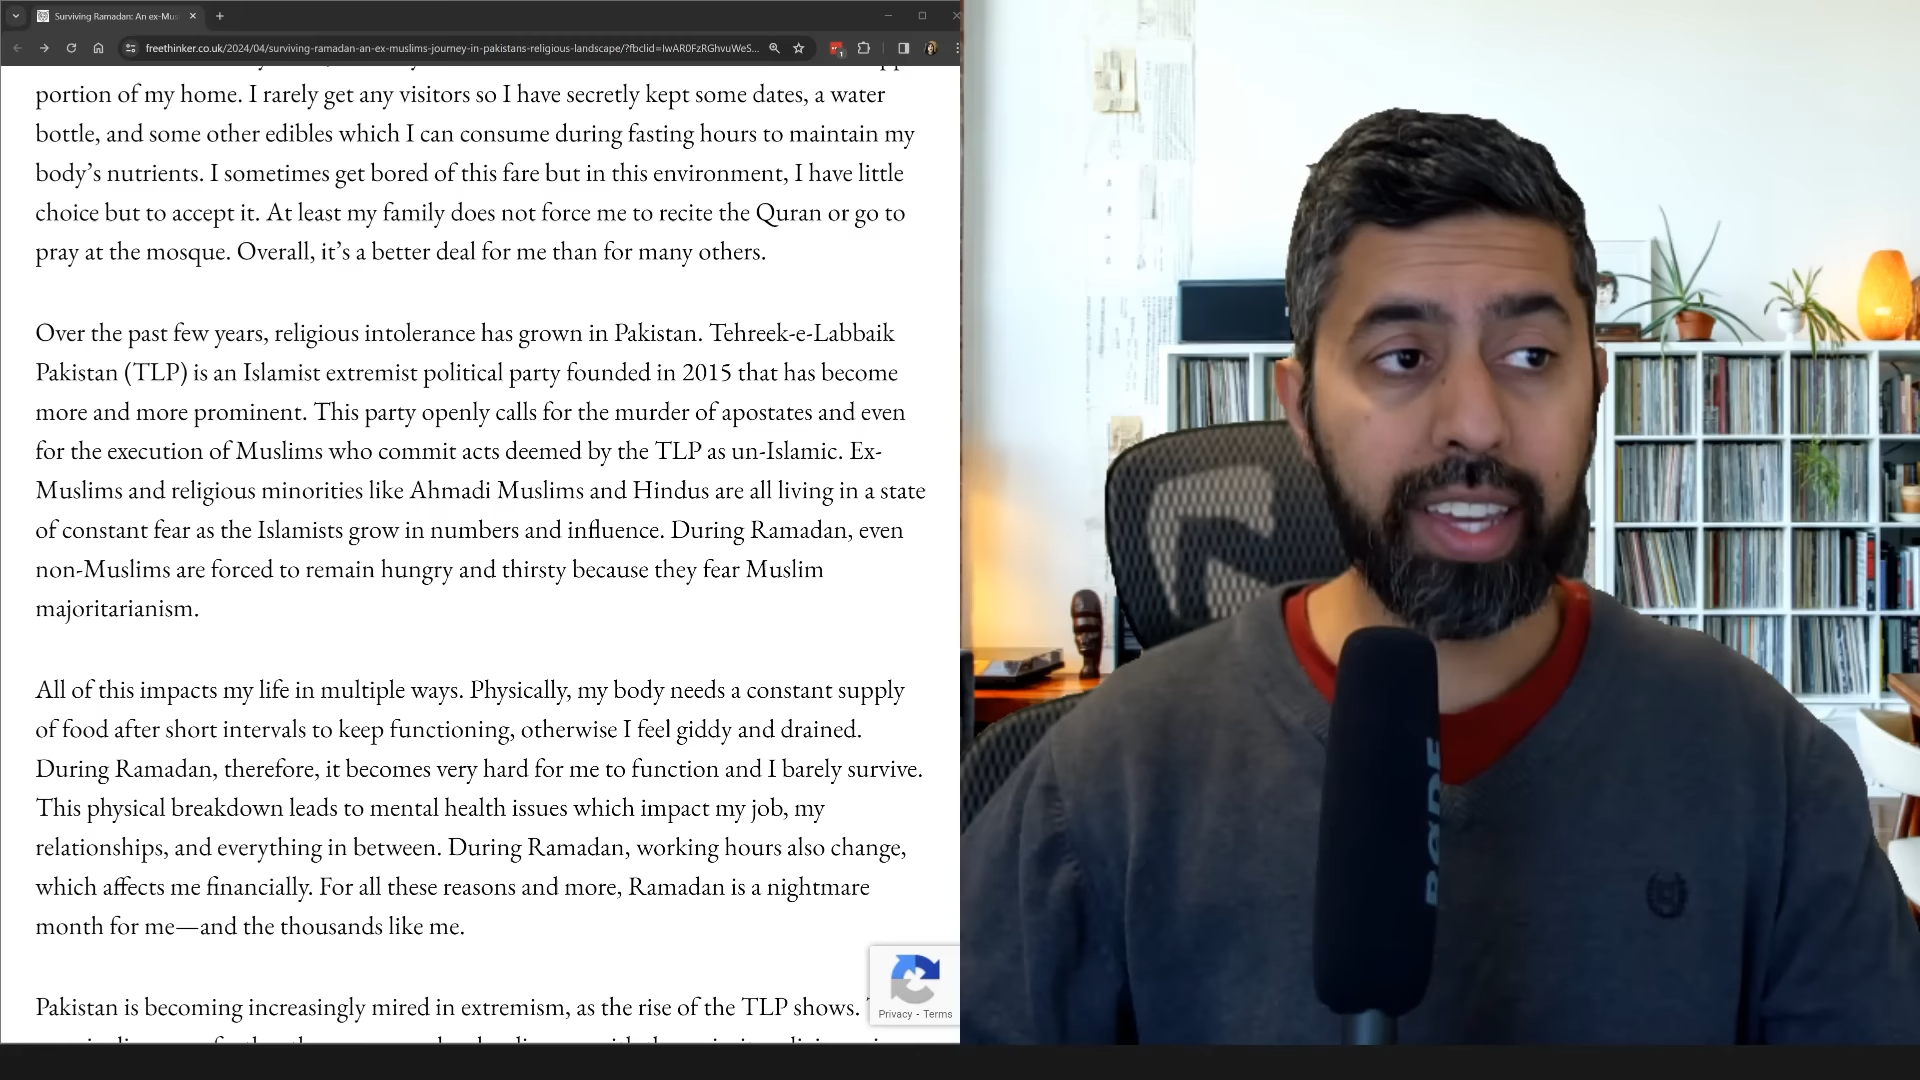 Surviving Ramadan: An ex-Mus
freethinker.co.uk/2024/04/surviving-ramadan-an-ex-muslims-journey-in-pakistans-religious-landscape/?fbclid=IwAR0FzRGhvuWeS...
portion of my home. I rarely get any visitors so I have secretly kept some dates, a water
bottle, and some other edibles which I can consume during fasting hours to maintain my
body’s nutrients. I sometimes get bored of this fare but in this environment, I have little
choice but to accept it. At least my family does not force me to recite the Quran or go to
pray at the mosque. Overall, it’s a better deal for me than for many others.
Over the past few years, religious intolerance has grown in Pakistan. Tehreek-e-Labbaik
Pakistan (TLP) is an Islamist extremist political party founded in 2015 that has become
more and more prominent. This party openly calls for the murder of apostates and even
for the execution of Muslims who commit acts deemed by the TLP as un-Islamic. Ex-
Muslims and religious minorities like Ahmadi Muslims and Hindus are all living in a state
of constant fear as the Islamists grow in numbers and influence. During Ramadan, even
non-Muslims are forced to remain hungry and thirsty because they fear Muslim
majoritarianism.
All of this impacts my life in multiple ways. Physically, my body needs a constant supply
of food after short intervals to keep functioning, otherwise I feel giddy and drained.
During Ramadan, therefore, it becomes very hard for me to function and I barely survive.
This physical breakdown leads to mental health issues which impact my job, my
relationships, and everything in between. During Ramadan, working hours also change,
which affects me financially. For all these reasons and more, Ramadan is a nightmare
month for me—and the thousands like me.
Privacy - Terms
Pakistan is becoming increasingly mired in extremism, as the rise of the TLP shows.
RØDE